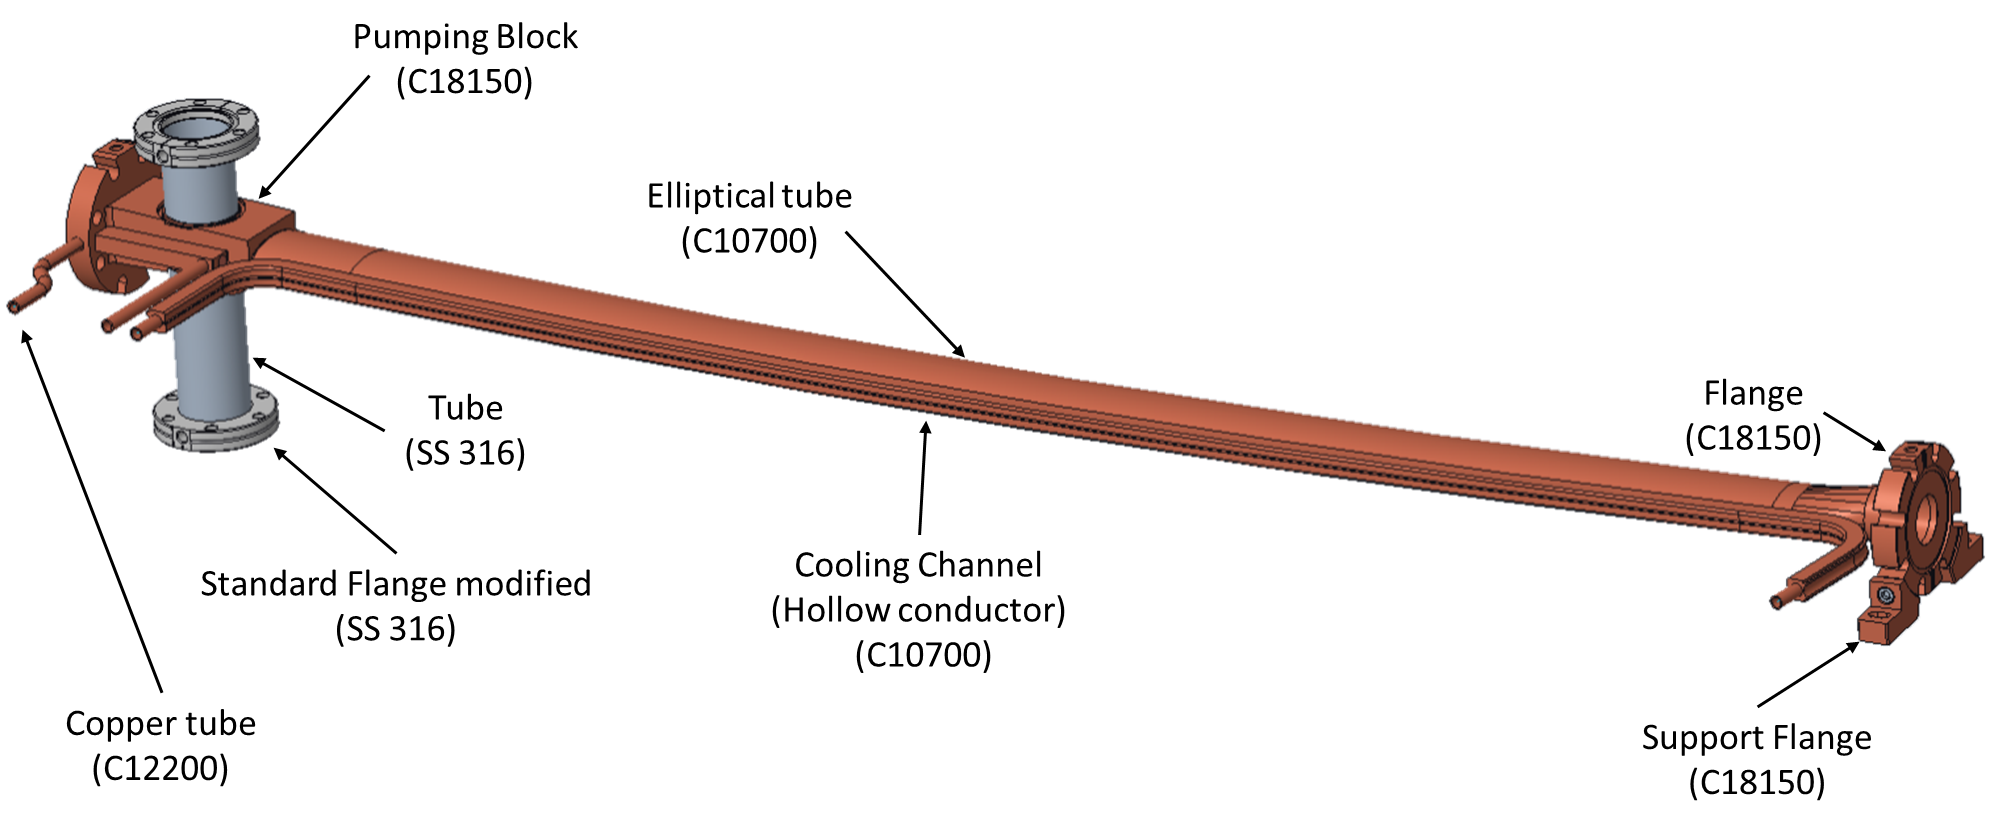 Pumping Block
(C18150)
Elliptical tube
(C10700)
Flange
(C18150)
Tube
(SS 316)
Standard Flange modified
(SS 316)
Cooling Channel
(Hollow conductor)
(C10700)
Copper tube
(C12200)
Support Flange
(C18150)